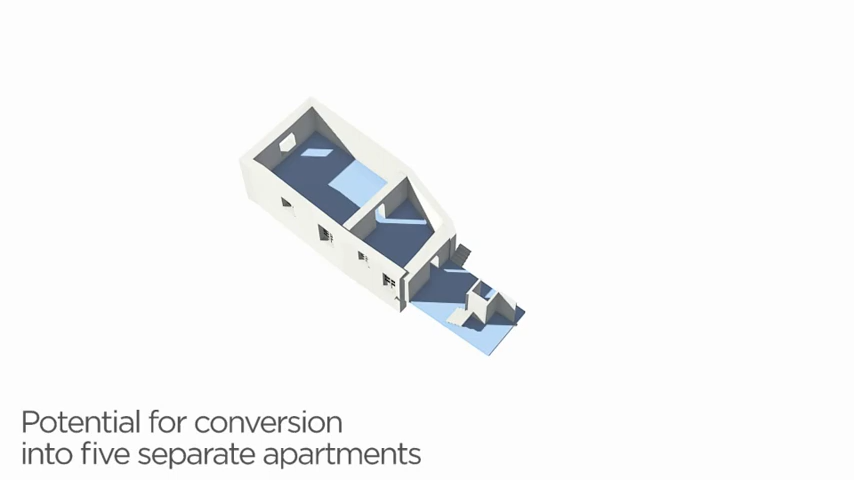 Potential for conversion
into five separate apartments